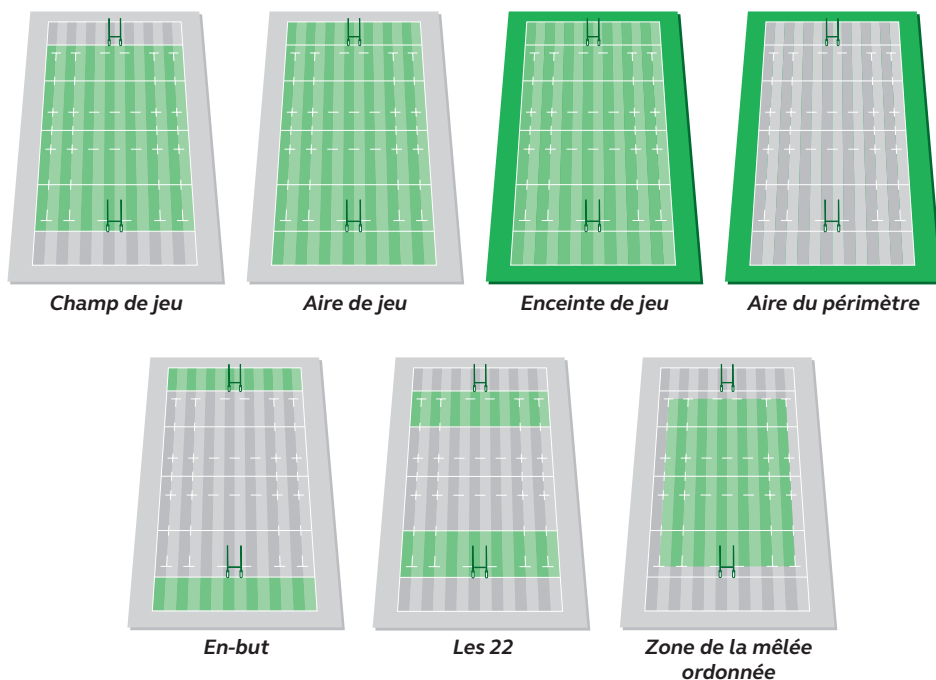 Champ de jeu
Aire de jeu
Enceinte de jeu
Aire du périmètre
En-but
Les 22
Zone de la mêlée
ordonnée